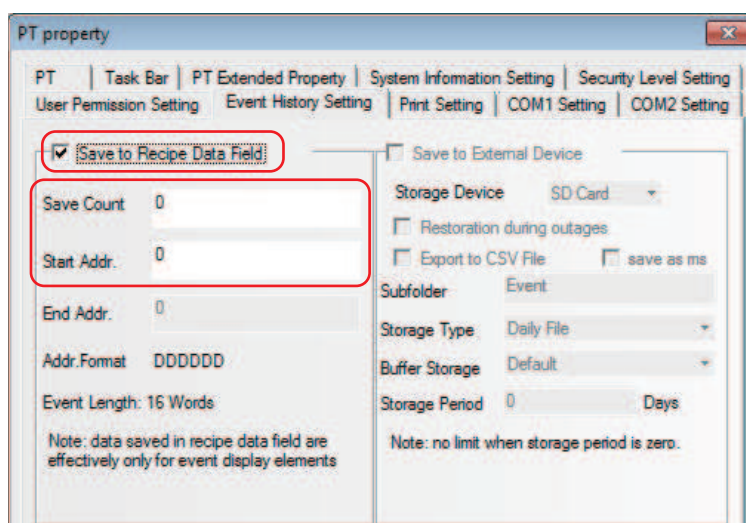 PT property
PT Task Bar PT Extended Property System Information Setting Security Level Setting
User Permission Setting Event History Setting Print Setting COM1 Setting COM2 Setting
Save to Recipe Data Field
Save Count 0
Start Addr. 0
End Addr. 0
Addr.Format DDDDDD
Event Length: 16 Words
Note: data saved in recipe data field are
effectively only for event display elements
Save to External Device
Storage Device SD Card
Restoration during outages
Export to CSV File save as ms
Subfolder Event
Storage Type Daily File
Buffer Storage Default
Storage Period 0 Days
Note: no limit when storage period is zero.